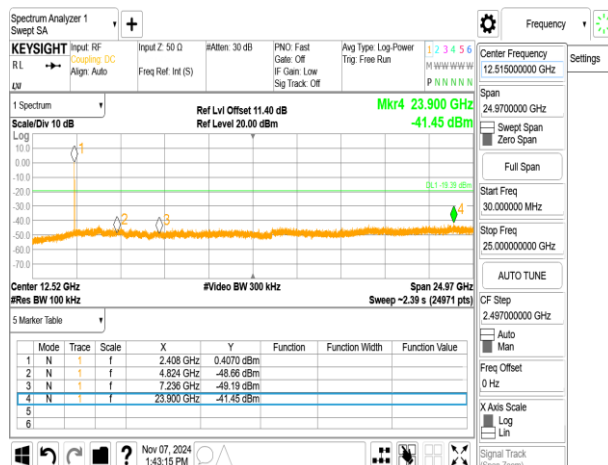 Spectrum Analyzer 1
Swept SA
Frequency
KEYSIGHT
Input: RF
Input Z: 50 Ω
#Atten: 30 dB
PNO: Fast
Avg Type: Log-Power
1 2 3 4 5 6
R L
Coupling: DC
Gate: Off
Trig: Free Run
M W W W W W
Align: Auto
Freq Ref: Int (S)
IF Gain: Low
Sig Track: Off
P N N N N N
LXI
1 Spectrum
Ref Lvl Offset 11.40 dB
Mkr4 23.900 GHz
Scale/Div 10 dB
Ref Level 20.00 dBm
-41.45 dBm
Log
10.0
0.00
-10.0
-20.0
-30.0
-40.0
-50.0
-60.0
-70.0
1
2
3
4
DL1 -19.39 dBm
Center 12.52 GHz
#Video BW 300 kHz
Span 24.97 GHz
#Res BW 100 kHz
Sweep ~2.39 s (24971 pts)
5 Marker Table
Mode Trace Scale X Y Function Function Width Function Value
1 N 1 f 2.408 GHz 0.4070 dBm
2 N 1 f 4.824 GHz -48.66 dBm
3 N 1 f 7.236 GHz -49.19 dBm
4 N 1 f 23.900 GHz -41.45 dBm
5
6
Nov 07, 2024
1:43:15 PM
Center Frequency
12.515000000 GHz
Settings
Span
24.9700000 GHz
Swept Span
Zero Span
Full Span
Start Freq
30.000000 MHz
Stop Freq
25.000000000 GHz
AUTO TUNE
CF Step
2.497000000 GHz
Auto
Man
Freq Offset
0 Hz
X Axis Scale
Log
Lin
Signal Track
(Span Zoom)